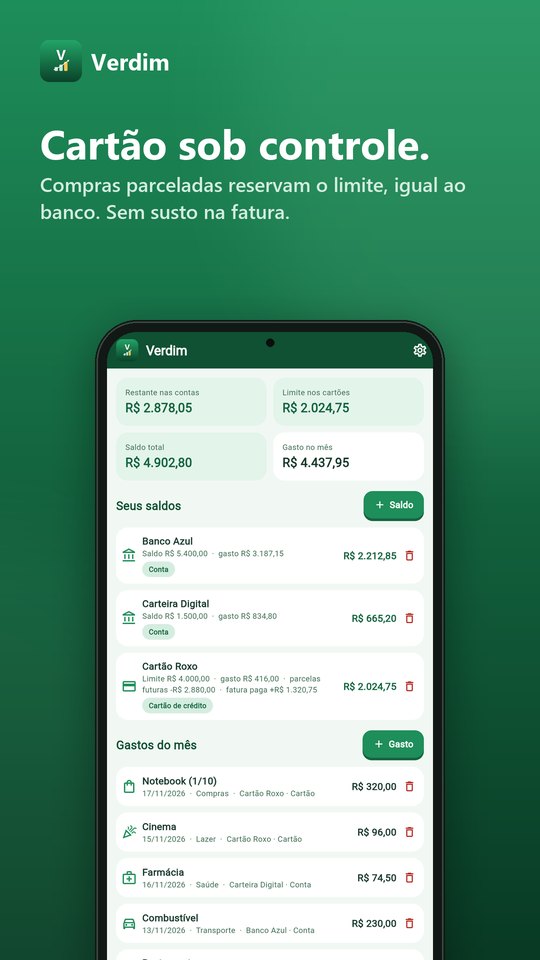 V
Verdim
Cartão sob controle.
Compras parceladas reservam o limite, igual ao
banco. Sem susto na fatura.
V
Verdim
Restante nas contas
R$ 2.878,05
Limite nos cartões
R$ 2.024,75
Saldo total
R$ 4.902,80
Gasto no mês
R$ 4.437,95
Seus saldos
+ Saldo
Banco Azul
Saldo R$ 5.400,00 · gasto R$ 3.187,15
Conta
R$ 2.212,85
Carteira Digital
Saldo R$ 1.500,00 · gasto R$ 834,80
Conta
R$ 665,20
Cartão Roxo
Limite R$ 4.000,00 · gasto R$ 416,00 · parcelas
futuras -R$ 2.880,00 · fatura paga +R$ 1.320,75
Cartão de crédito
R$ 2.024,75
Gastos do mês
+ Gasto
Notebook (1/10)
17/11/2026 · Compras · Cartão Roxo · Cartão
R$ 320,00
Cinema
15/11/2026 · Lazer · Cartão Roxo · Cartão
R$ 96,00
Farmácia
16/11/2026 · Saúde · Carteira Digital · Conta
R$ 74,50
Combustível
13/11/2026 · Transporte · Banco Azul · Conta
R$ 230,00